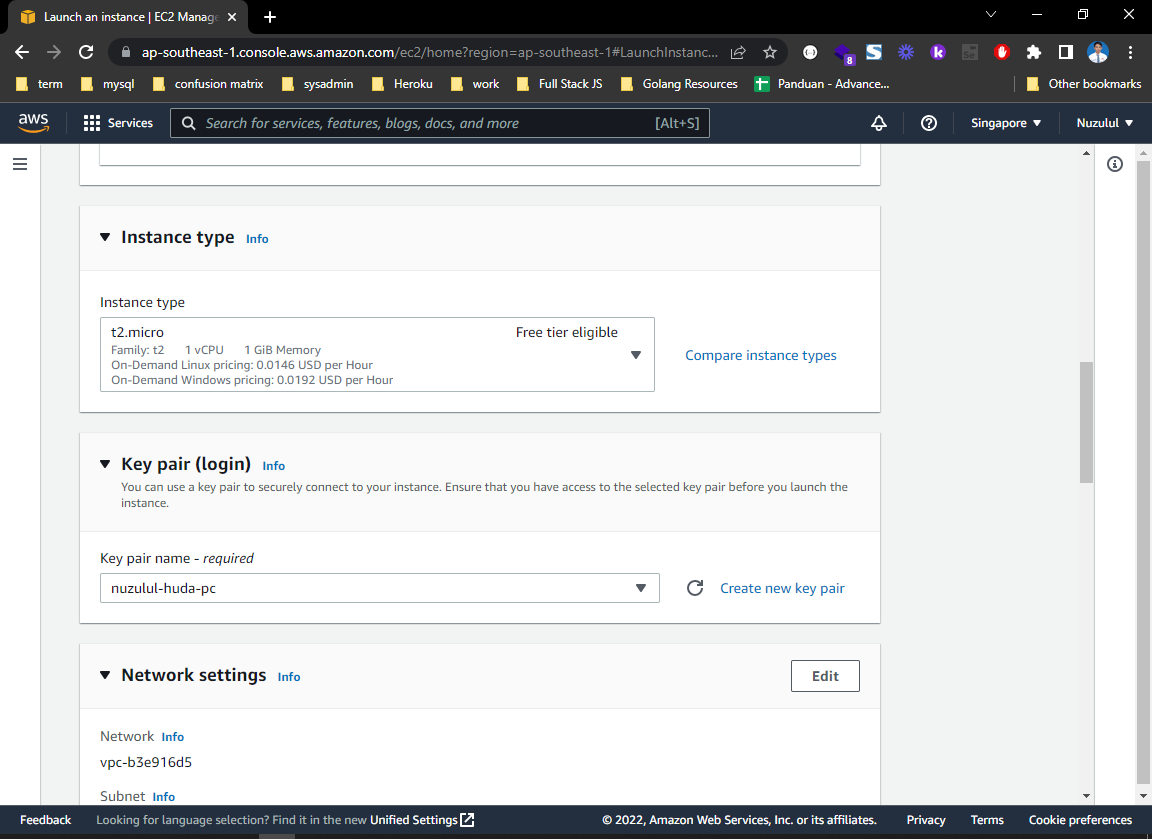 Launch an instance | EC2 Manage
ap-southeast-1.console.aws.amazon.com/ec2/home?region=ap-southeast-1#LaunchInstanc...
8
S
k
term
mysql
confusion matrix
sysadmin
Heroku
work
Full Stack JS
Golang Resources
Panduan - Advance...
Other bookmarks
aws
Services
Search for services, features, blogs, docs, and more
[Alt+S]
Singapore
Nuzulul
Instance type Info
Instance type
t2.micro
Free tier eligible
Family: t2 1 vCPU 1 GiB Memory
On-Demand Linux pricing: 0.0146 USD per Hour
On-Demand Windows pricing: 0.0192 USD per Hour
Compare instance types
Key pair (login) Info
You can use a key pair to securely connect to your instance. Ensure that you have access to the selected key pair before you launch the
instance.
Key pair name - required
nuzulul-huda-pc
Create new key pair
Network settings Info
Edit
Network Info
vpc-b3e916d5
Subnet Info
Feedback
Looking for language selection? Find it in the new Unified Settings
© 2022, Amazon Web Services, Inc. or its affiliates.
Privacy
Terms
Cookie preferences